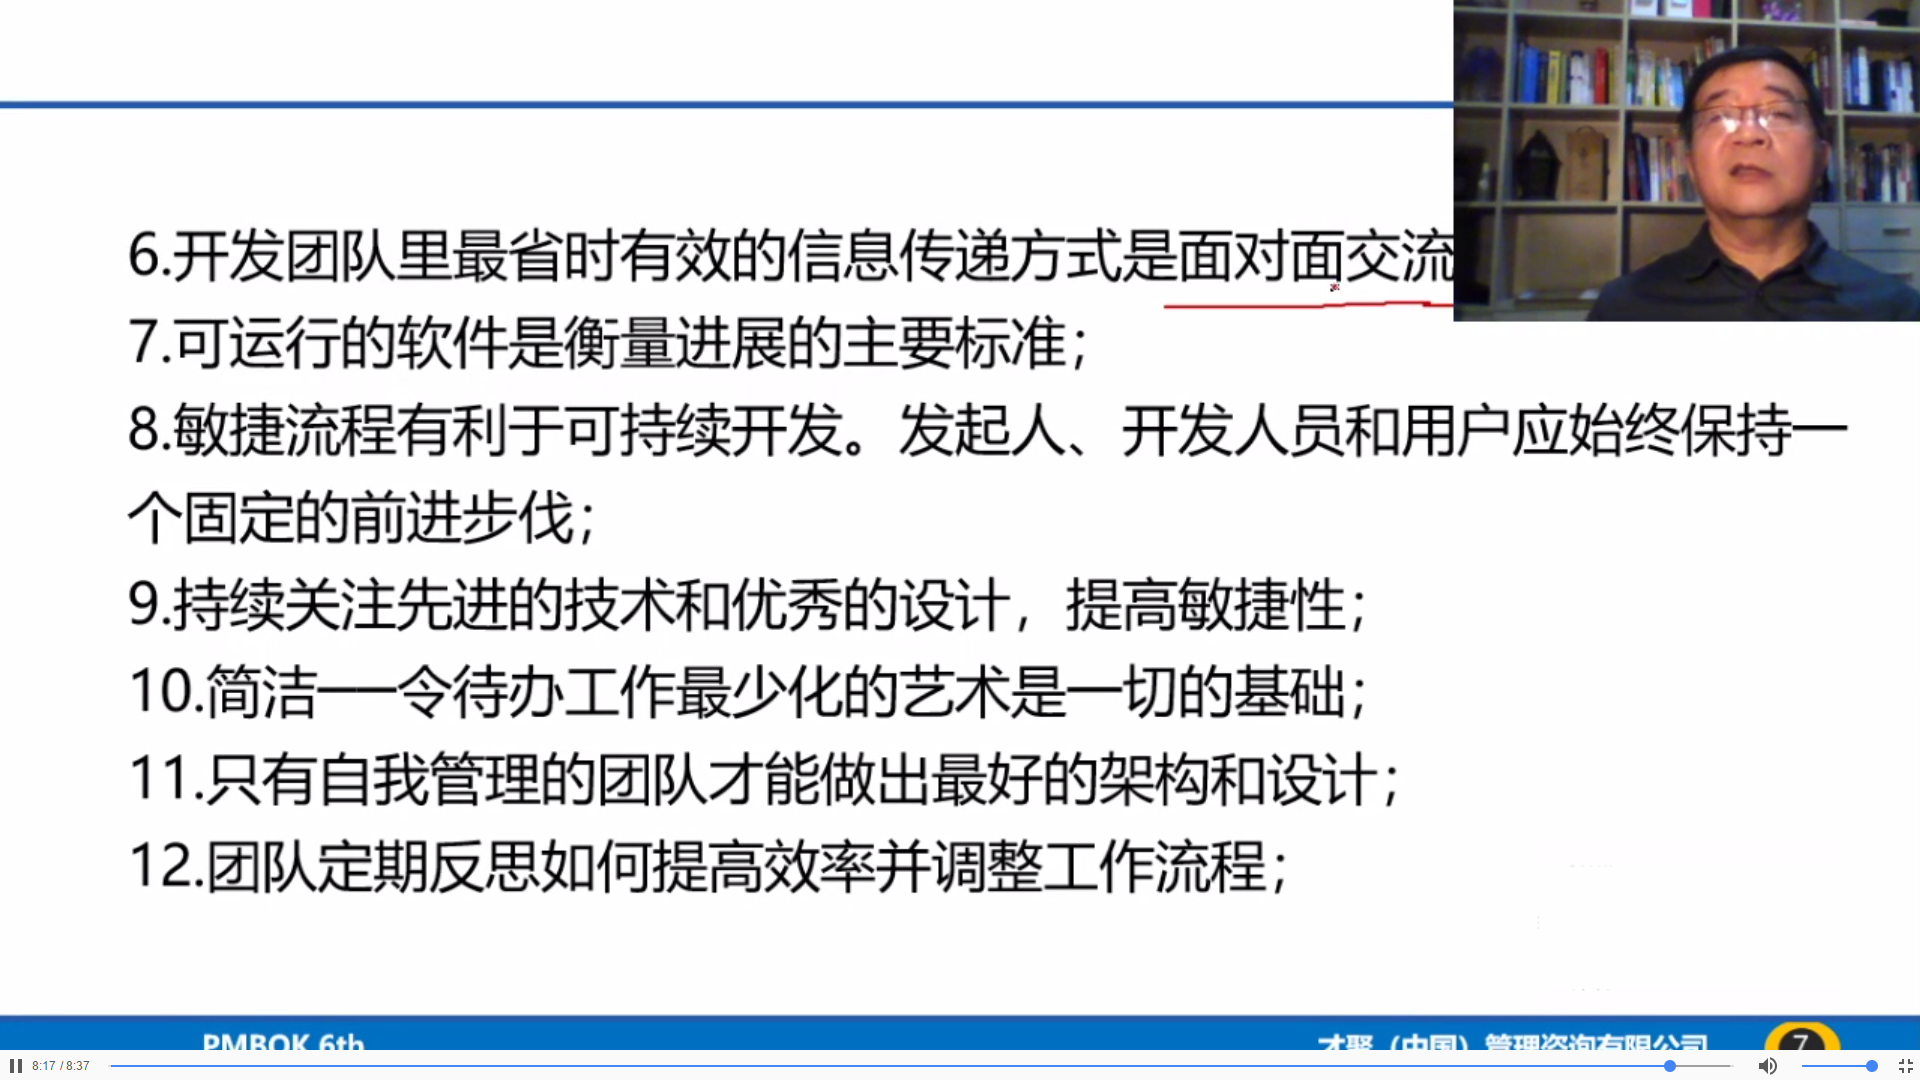 6.开发团队里最省时有效的信息传递方式是面对面交流
7.可运行的软件是衡量进展的主要标准；
8.敏捷流程有利于可持续开发。发起人、开发人员和用户应始终保持一
个固定的前进步伐；
9.持续关注先进的技术和优秀的设计，提高敏捷性；
10.简洁——令待办工作最少化的艺术是一切的基础；
11.只有自我管理的团队才能做出最好的架构和设计；
12.团队定期反思如何提高效率并调整工作流程；
PMBOK 6th
才聚（中国）管理咨询有限公司
7
8:17 / 8:37